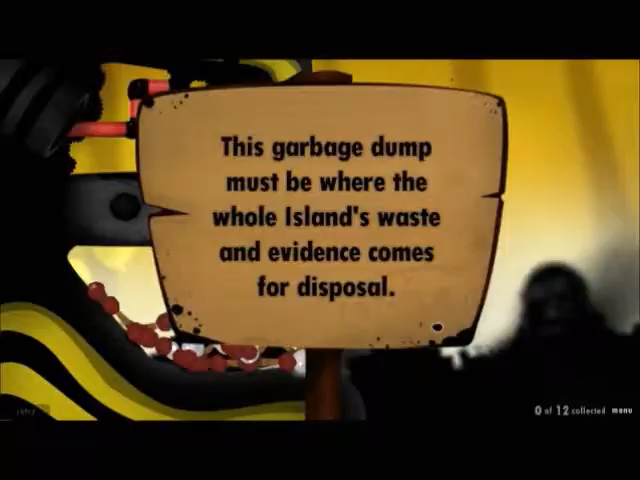 This garbage dump
must be where the
whole Island's waste
and evidence comes
for disposal.
retry
0 of 12 collected menu